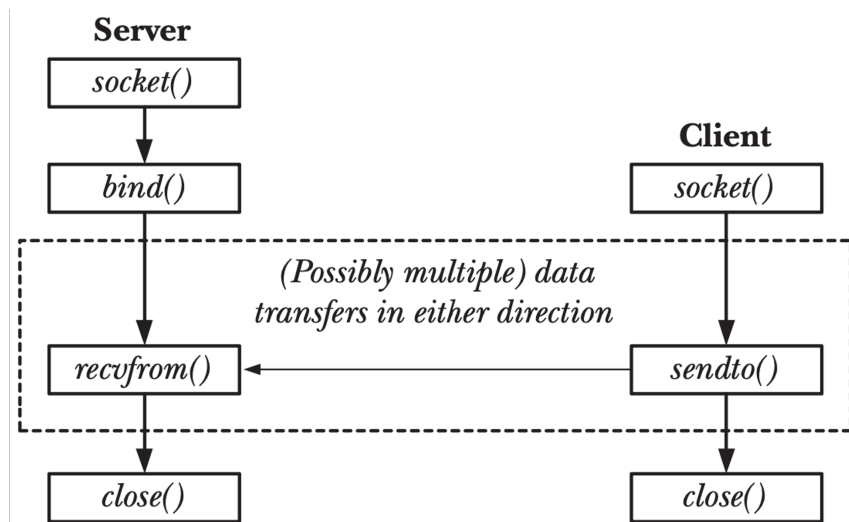 Server
socket()
bind()
Client
socket()
(Possibly multiple) data
transfers in either direction
recvfrom()
sendto()
close()
close()